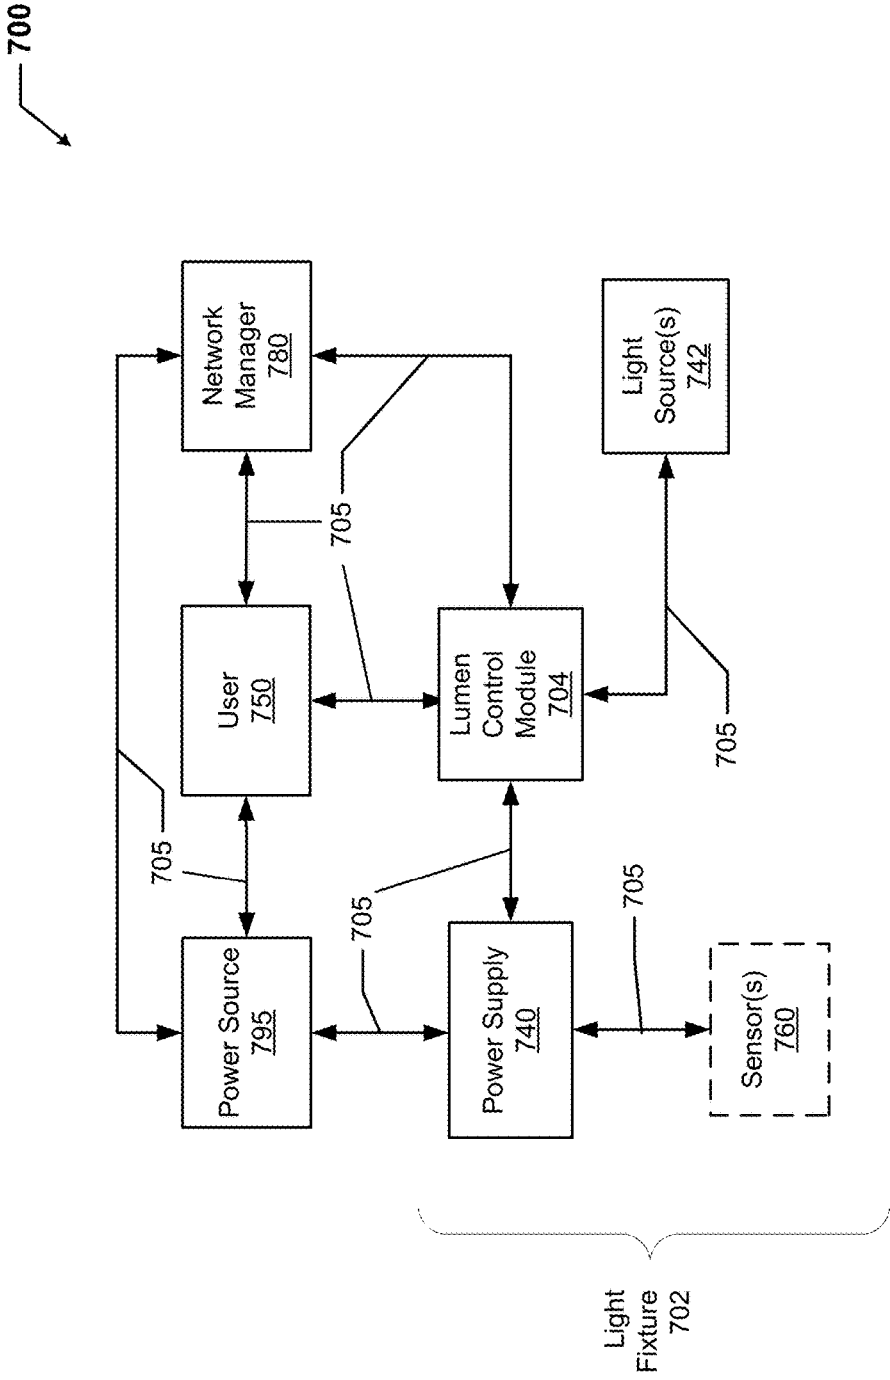 700
Power Source
795
705
User
750
Network
Manager
780
705
705
Light
Fixture
702
Power Supply
740
Lumen
Control
Module
704
705
Light
Source(s)
742
705
Sensor(s)
760